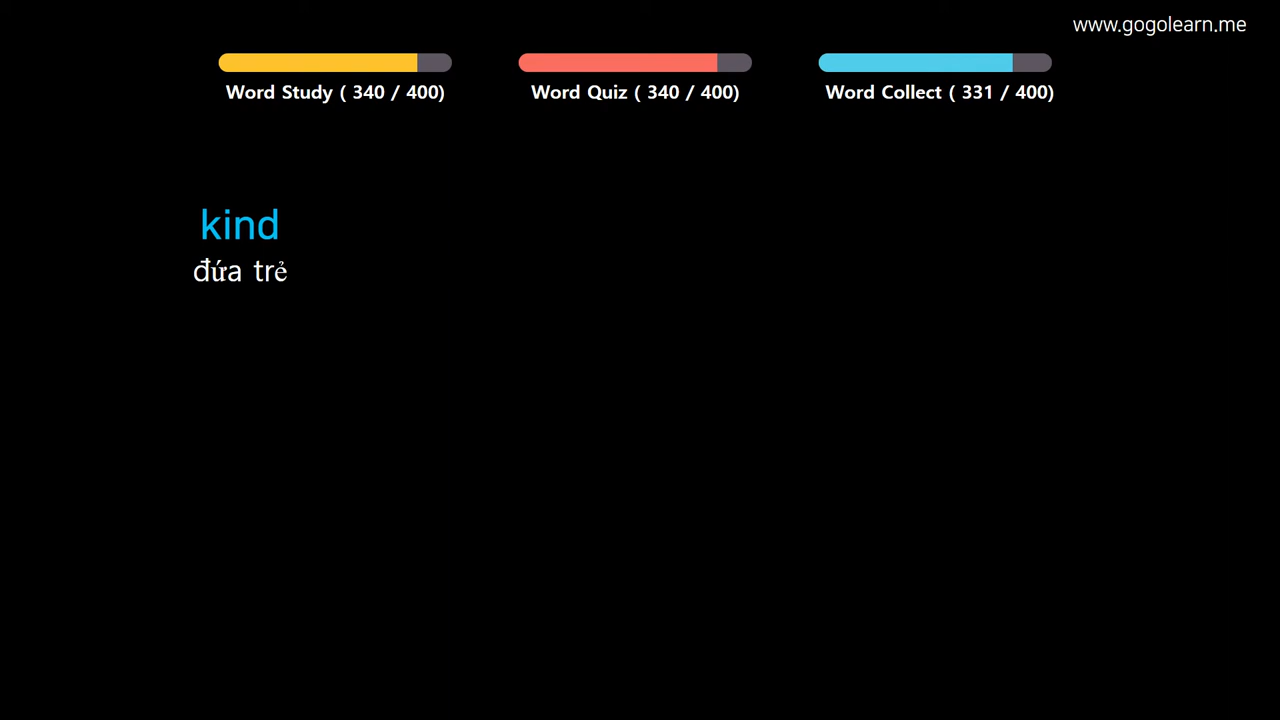 www.gogolearn.me
Word Study ( 340 / 400)
Word Quiz ( 340 / 400)
Word Collect ( 331 / 400)
kind
đứa trẻ